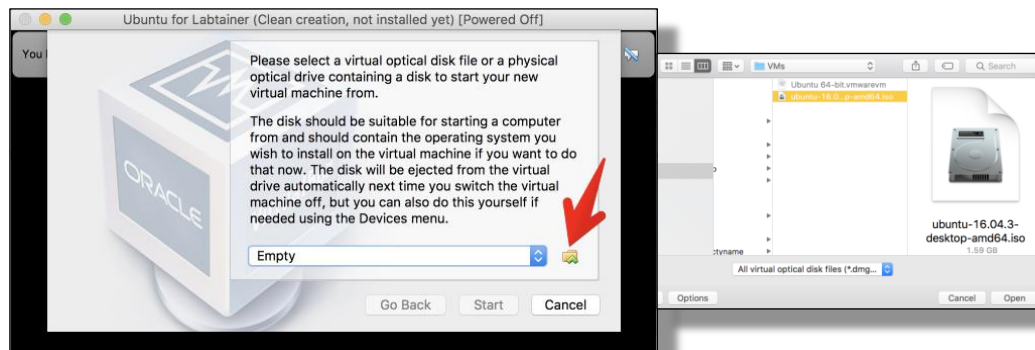 Ubuntu for Labtainer (Clean creation, not installed yet) [Powered Off]
You
Please select a virtual optical disk file or a physical
optical drive containing a disk to start your new
virtual machine from.
The disk should be suitable for starting a computer
from and should contain the operating system you
wish to install on the virtual machine if you want to do
that now. The disk will be ejected from the virtual
drive automatically next time you switch the virtual
machine off, but you can also do this yourself if
needed using the Devices menu.
ORACLE
Empty
Go Back Start Cancel
VMs
Search
Ubuntu 64-bit.vmwarevm
ubuntu-16.0...p-amd64.iso
ubuntu-16.04.3-
desktop-amd64.iso
1.59 GB
ctyname
All virtual optical disk files (*.dmg...
Options
Cancel Open